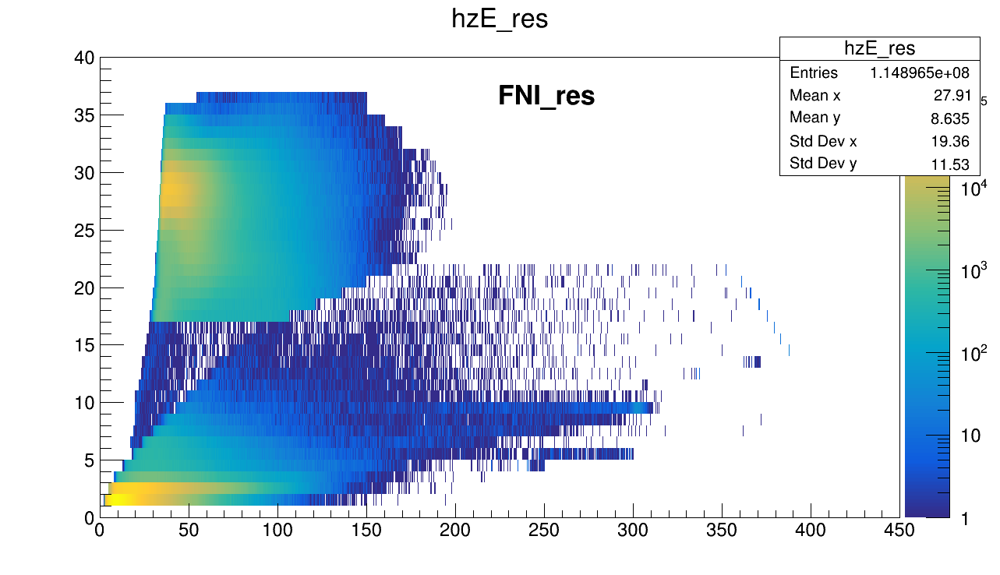 hzE_res
hzE_res
Entries 1.148965e+08
Mean x 27.91
Mean y 8.635
Std Dev x 19.36
Std Dev y 11.53
FNI_res
40
35
30
25
20
15
10
5
0
0 50 100 150 200 250 300 350 400 450
5
10⁴
10³
10²
10
1